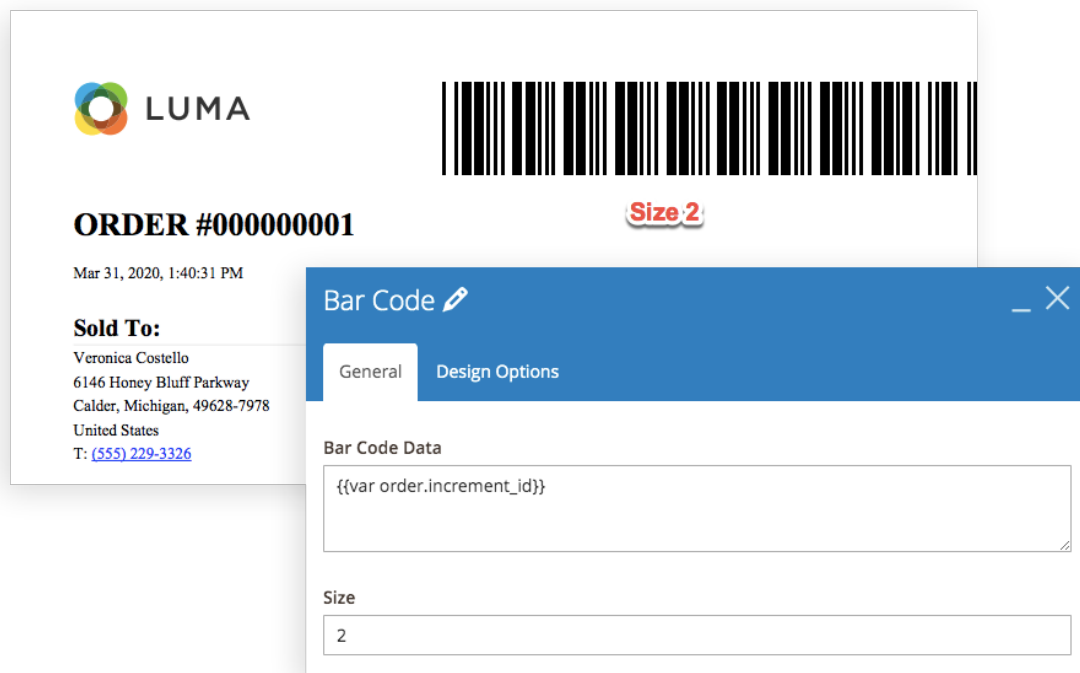 LUMA
Size 2
ORDER #000000001
Mar 31, 2020, 1:40:31 PM
Sold To:
Veronica Costello
6146 Honey Bluff Parkway
Calder, Michigan, 49628-7978
United States
T: (555) 229-3326
Bar Code
General
Design Options
Bar Code Data
{{var order.increment_id}}
Size
2